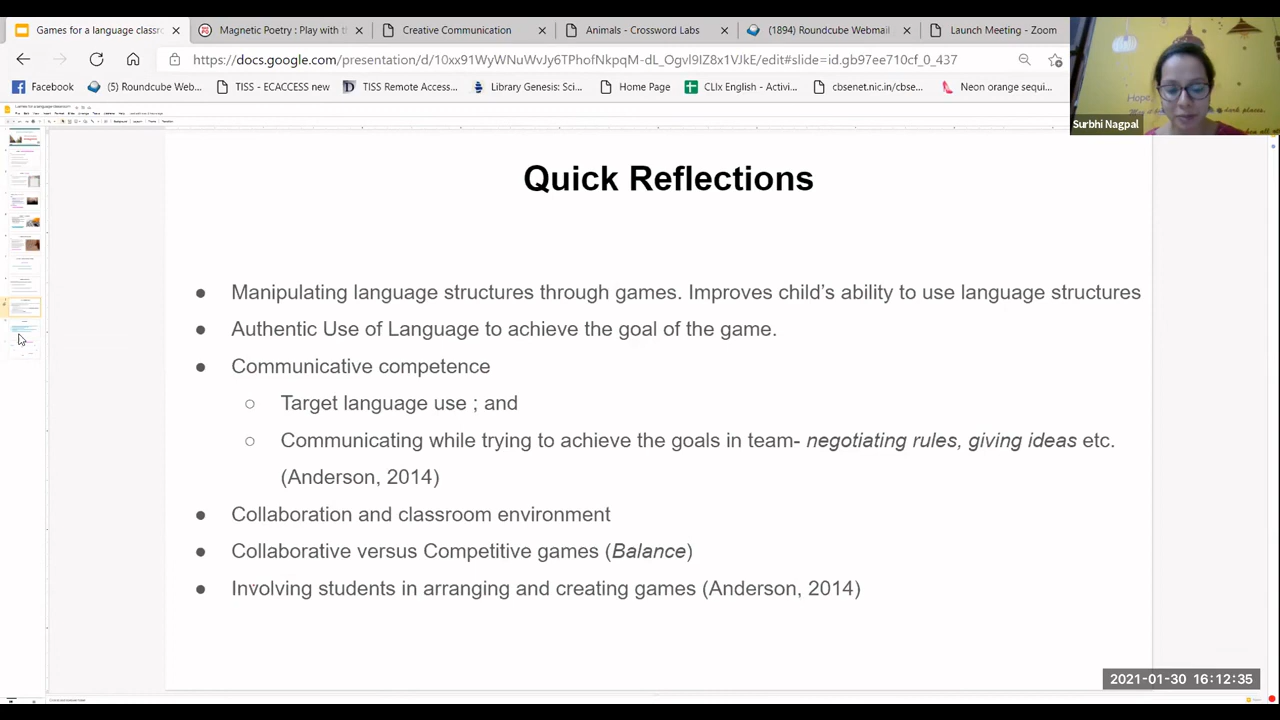 Games for a language classr
Magnetic Poetry : Play with t
Creative Communication
Animals - Crossword Labs
(1894) Roundcube Webmail
Launch Meeting - Zoom
https://docs.google.com/presentation/d/10xx91WyWNuWvJy6TPhofNkpqM-dL_Ogvl9IZ8x1VJkE/edit#slide=id.gb97ee710cf_0_437
Facebook
(5) Roundcube Web...
TISS - ECACCESS new
TISS Remote Access...
Library Genesis: Sci...
Home Page
CLIx English - Activi...
cbsenet.nic.in/cbse...
Neon orange sequi...
Surbhi Nagpal
Quick Reflections
● Manipulating language structures through games. Improves child's ability to use language structures
● Authentic Use of Language to achieve the goal of the game.
● Communicative competence
○ Target language use ; and
○ Communicating while trying to achieve the goals in team- negotiating rules, giving ideas etc.
(Anderson, 2014)
● Collaboration and classroom environment
● Collaborative versus Competitive games (Balance)
● Involving students in arranging and creating games (Anderson, 2014)
2021-01-30 16:12:35